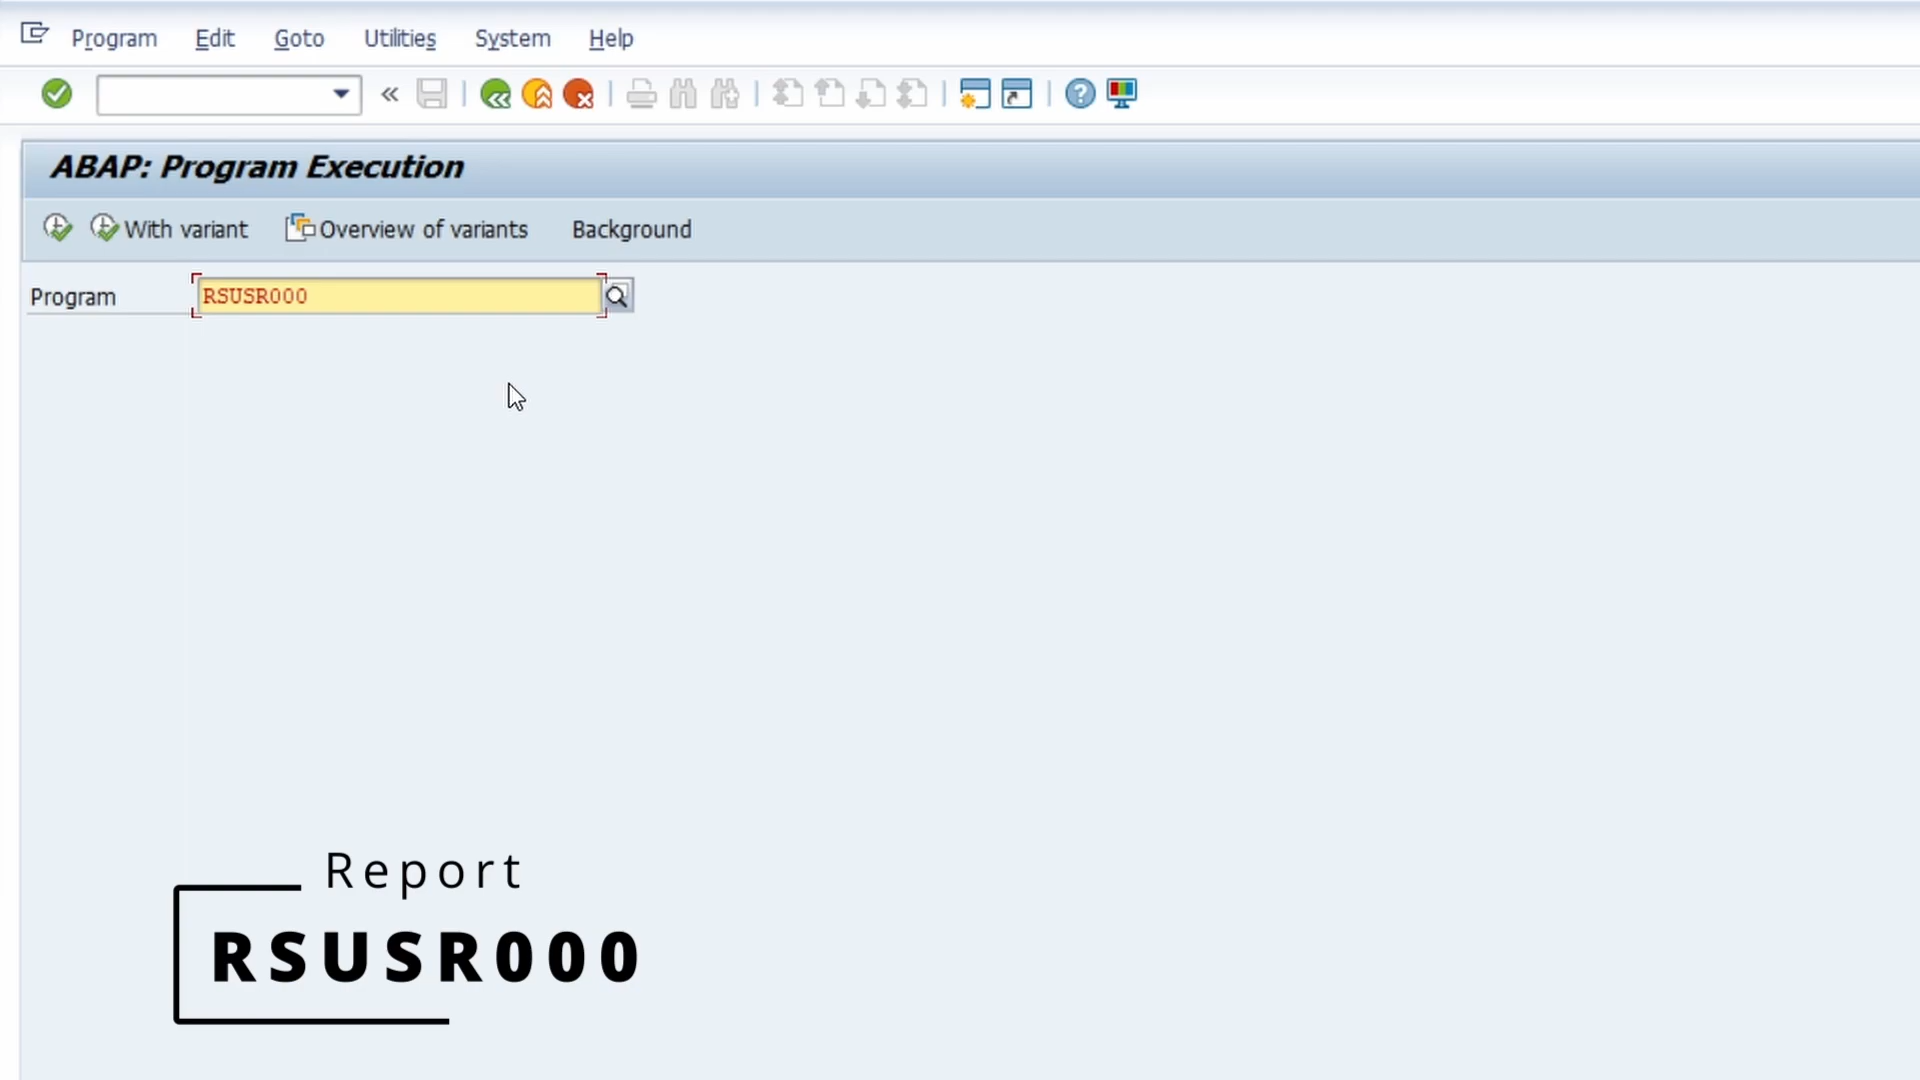 Program Edit Goto Utilities System Help
ABAP: Program Execution
With variant Overview of variants Background
Program RSUSR000
Report
RSUSR000